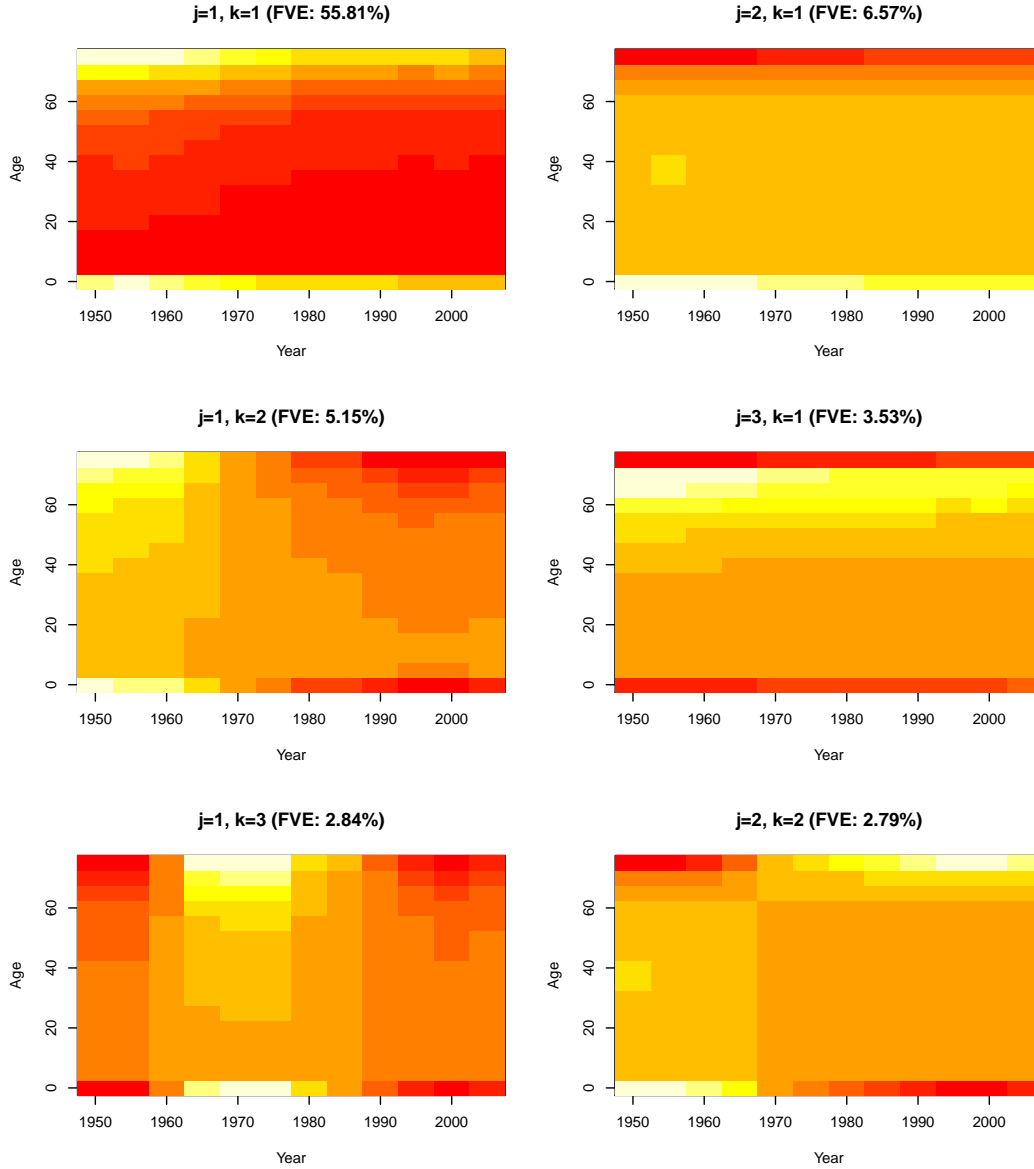 j=1, k=1 (FVE: 55.81%)
Age
0 20 40 60
1950 1960 1970 1980 1990 2000
Year
j=2, k=1 (FVE: 6.57%)
Age
0 20 40 60
1950 1960 1970 1980 1990 2000
Year
j=1, k=2 (FVE: 5.15%)
Age
0 20 40 60
1950 1960 1970 1980 1990 2000
Year
j=3, k=1 (FVE: 3.53%)
Age
0 20 40 60
1950 1960 1970 1980 1990 2000
Year
j=1, k=3 (FVE: 2.84%)
Age
0 20 40 60
1950 1960 1970 1980 1990 2000
Year
j=2, k=2 (FVE: 2.79%)
Age
0 20 40 60
1950 1960 1970 1980 1990 2000
Year